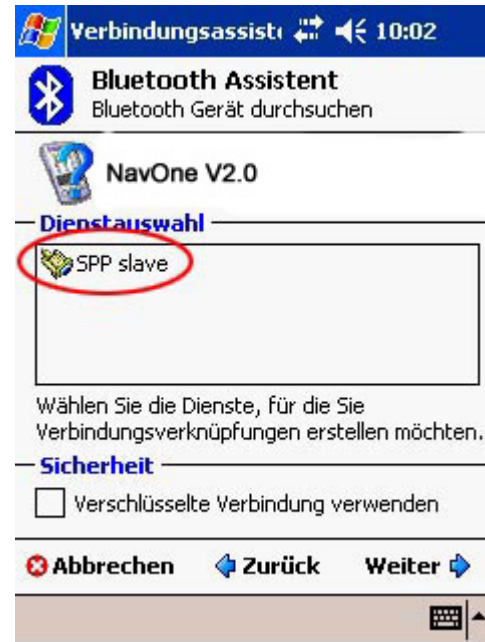 Verbindungsassist 10:02
Bluetooth Assistent
Bluetooth Gerät durchsuchen
NavOne V2.0
Dienstauswahl
SPP slave
Wählen Sie die Dienste, für die Sie
Verbindungsverknüpfungen erstellen möchten.
Sicherheit
Verschlüsselte Verbindung verwenden
Abbrechen Zurück Weiter